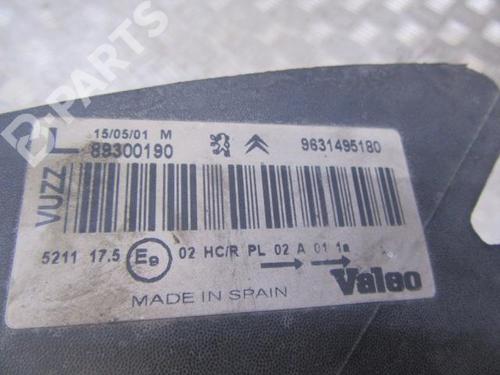 B-PARTS
15/05/01 M
VUZZ
89300190
9631495180
5211 17.5 E9 02 HC/R PL 02 A 01 1a
MADE IN SPAIN
Valeo